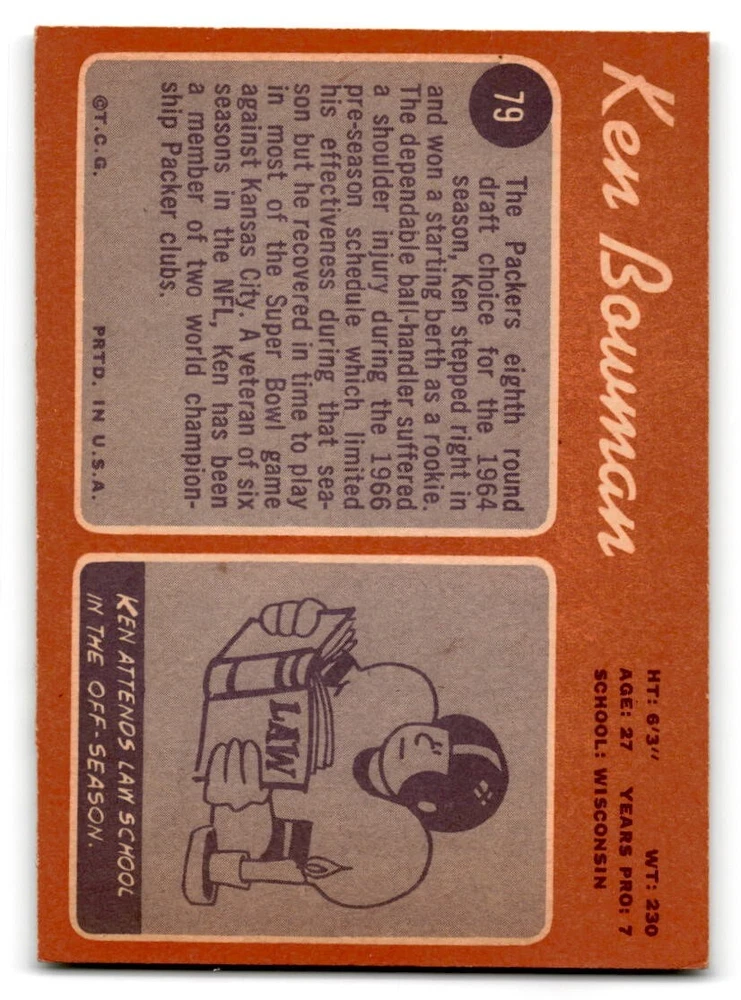 Ken Bowman
HT: 6'3" WT: 230
AGE: 27 YEARS PRO: 7
SCHOOL: WISCONSIN
79
The Packers eighth round
draft choice for the 1964
season, Ken stepped right in
and won a starting berth as a rookie.
The dependable ball-handler suffered
a shoulder injury during the 1966
pre-season schedule which limited
his effectiveness during that sea-
son but he recovered in time to play
in most of the Super Bowl game
against Kansas City. A veteran of six
seasons in the NFL, Ken has been
a member of two world champion-
ship Packer clubs.
©T.C.G. PRTD. IN U.S.A.
LAW
KEN ATTENDS LAW SCHOOL
IN THE OFF-SEASON.